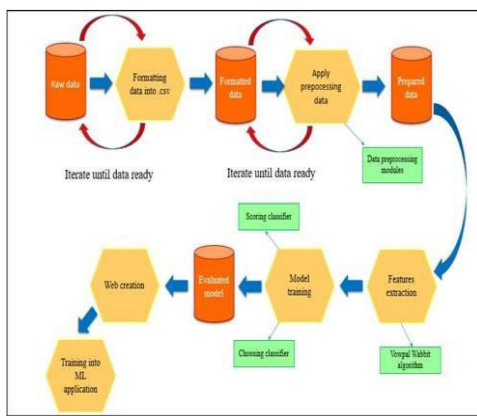 Raw data
Formatting
data into .csv
Formatted
data
Apply
prepocessing
data
Prepared
data
Iterate until data ready
Iterate until data ready
Data preprocessing
modules
Scoring classifier
Web creation
Evaluated
model
Model
training
Features
extraction
Training into
ML
application
Choosing classifier
Vowpal Wabbit
algorithm